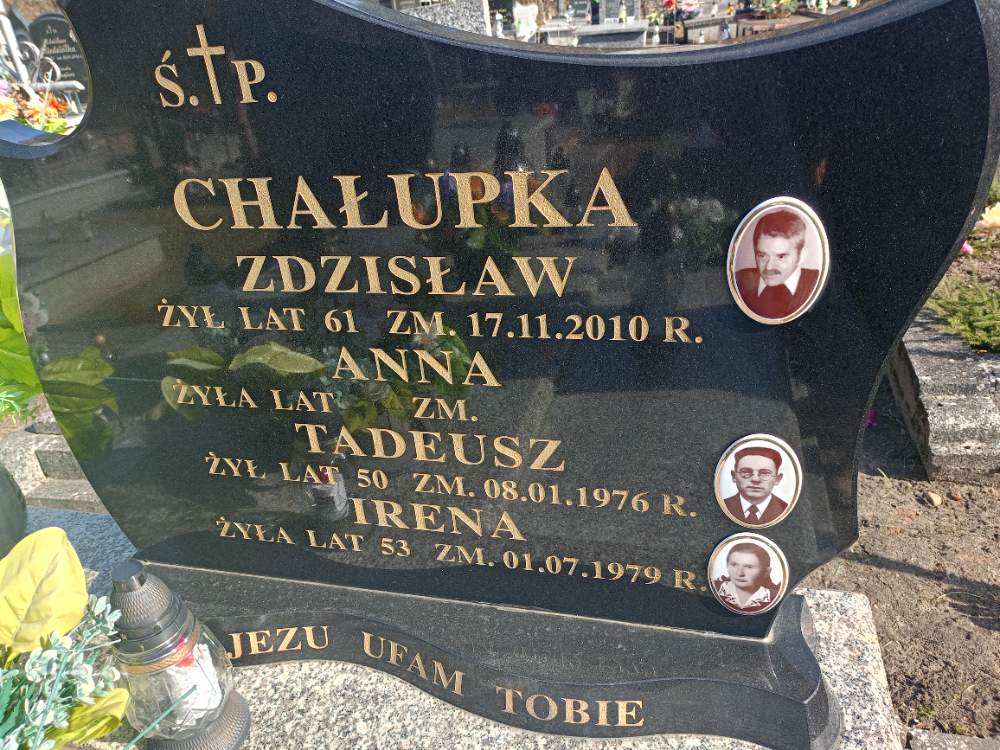 Ś.†P.
CHAŁUPKA
ZDZISŁAW
ŻYŁ LAT 61 ZM. 17.11.2010 R.
ANNA
ŻYŁA LAT ZM.
TADEUSZ
ŻYŁ LAT 50 ZM. 08.01.1976 R.
IRENA
ŻYŁA LAT 53 ZM. 01.07.1979 R.
JEZU UFAM TOBIE